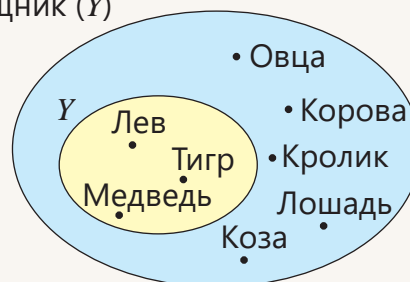 щник (Y)
Овца
Y
Лев
Корова
Тигр
Кролик
Медведь
Лошадь
Коза